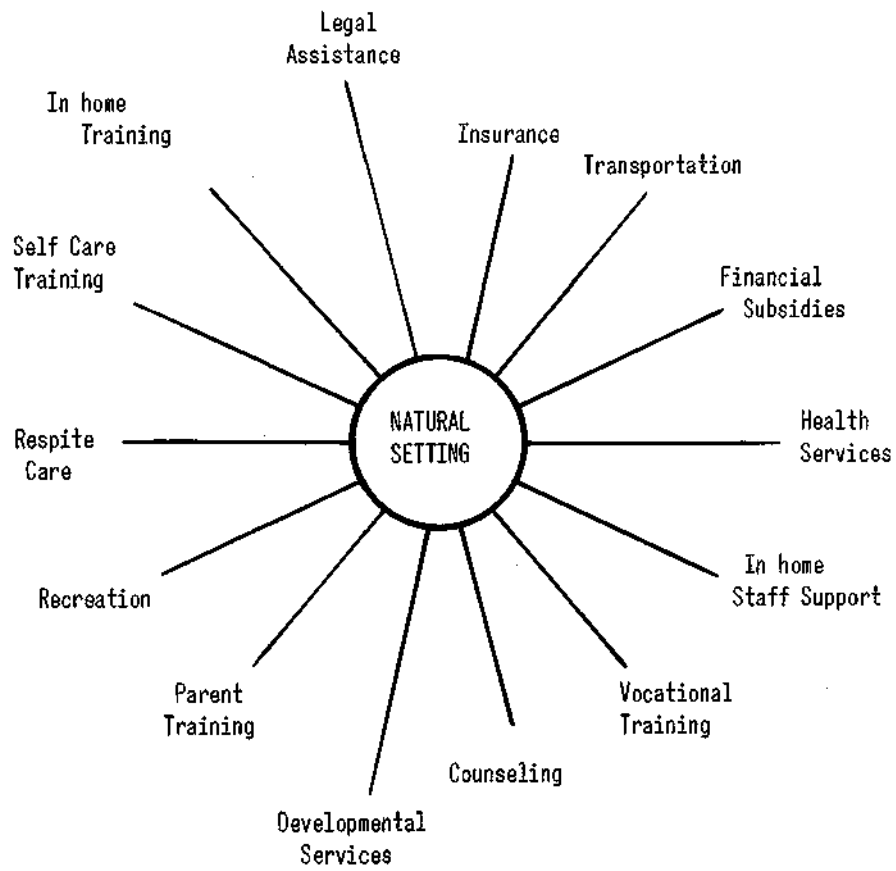 Legal
Assistance
In home
Training
Insurance
Transportation
Self Care
Training
Financial
Subsidies
NATURAL
SETTING
Respite
Care
Health
Services
In home
Staff Support
Recreation
Parent
Training
Vocational
Training
Counseling
Developmental
Services